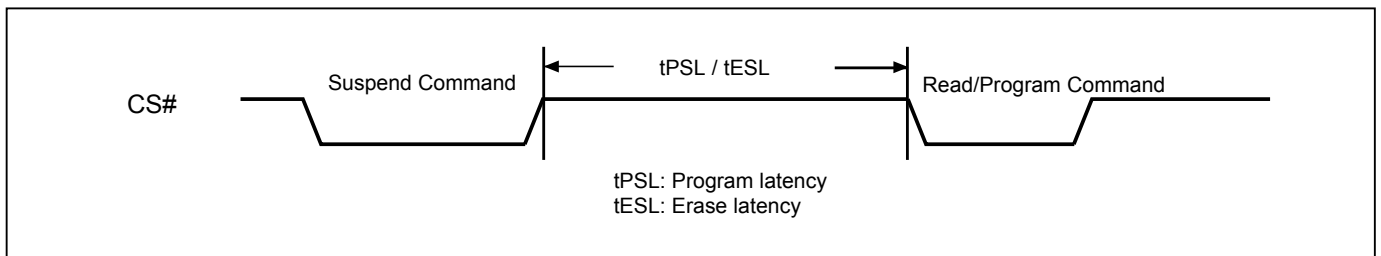 tPSL / tESL
Suspend Command
Read/Program Command
CS#
tPSL: Program latency
tESL: Erase latency